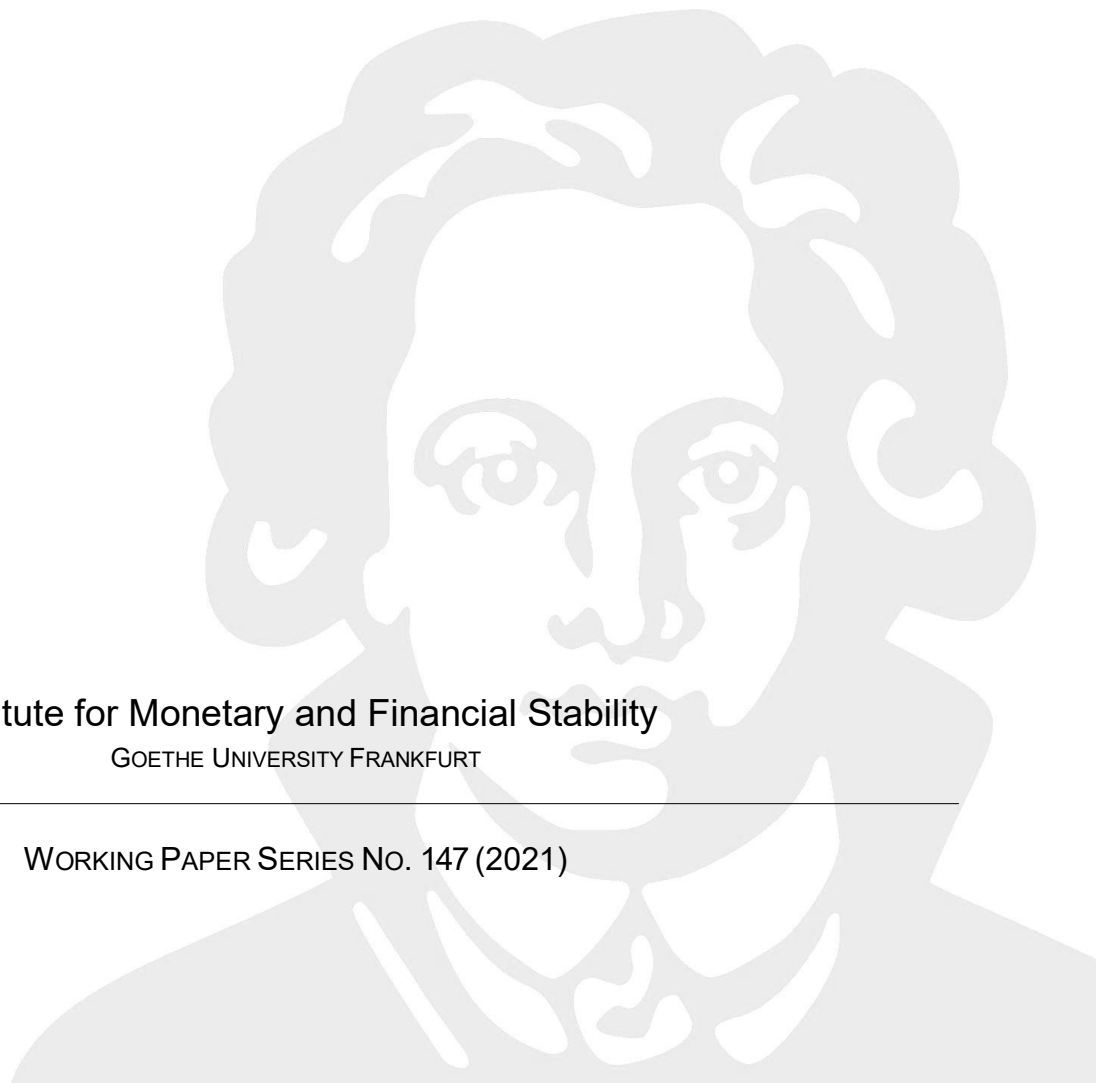 tute for Monetary and Financial Stability
GOETHE UNIVERSITY FRANKFURT
WORKING PAPER SERIES NO. 147 (2021)